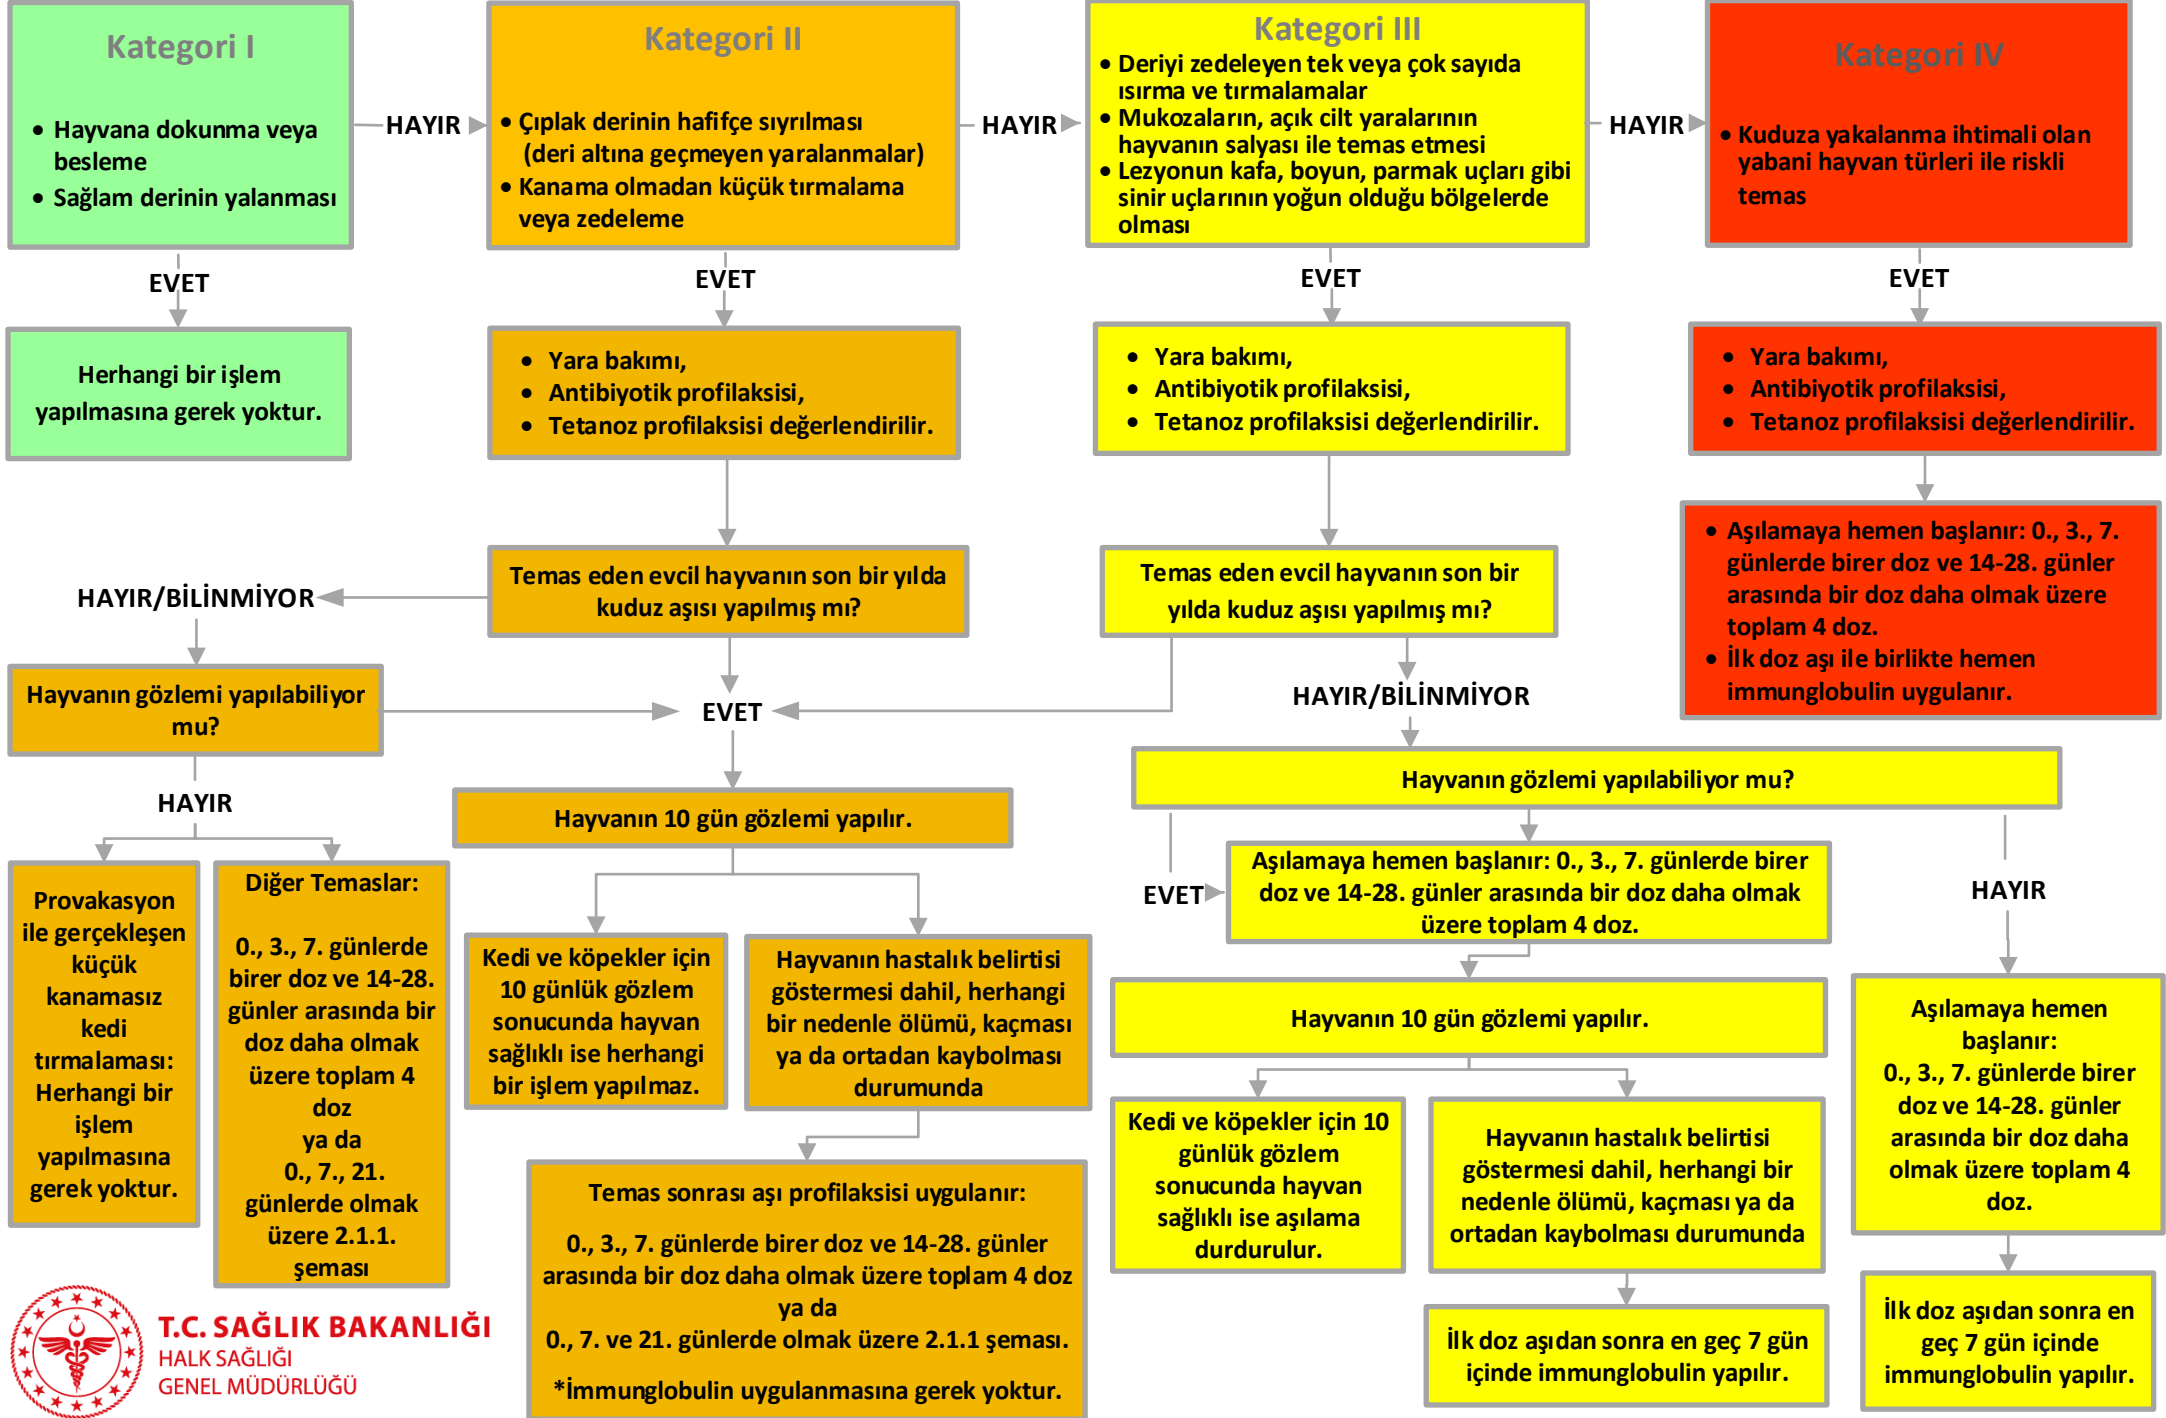 Kategori I
• Hayvana dokunma veya
besleme
• Sağlam derinin yalanması
HAYIR
Kategori II
• Çıplak derinin hafifçe sıyrılması
(deri altına geçmeyen yaralanmalar)
• Kanama olmadan küçük tırmalama
veya zedeleme
HAYIR
Kategori III
• Deriyi zedeleyen tek veya çok sayıda
ısırma ve tırmalamalar
• Mukozaların, açık cilt yaralarının
hayvanın salyası ile temas etmesi
• Lezyonun kafa, boyun, parmak uçları gibi
sinir uçlarının yoğun olduğu bölgelerde
olması
HAYIR
Kategori IV
• Kuduza yakalanma ihtimali olan
yabani hayvan türleri ile riskli
temas
EVET
EVET
EVET
EVET
Herhangi bir işlem
yapılmasına gerek yoktur.
• Yara bakımı,
• Antibiyotik profilaksisi,
• Tetanoz profilaksisi değerlendirilir.
• Yara bakımı,
• Antibiyotik profilaksisi,
• Tetanoz profilaksisi değerlendirilir.
• Yara bakımı,
• Antibiyotik profilaksisi,
• Tetanoz profilaksisi değerlendirilir.
HAYIR/BİLİNMİYOR
Temas eden evcil hayvanın son bir yılda
kuduz aşısı yapılmış mı?
Temas eden evcil hayvanın son bir
yılda kuduz aşısı yapılmış mı?
• Aşılamaya hemen başlanır: 0., 3., 7.
günlerde birer doz ve 14-28. günler
arasında bir doz daha olmak üzere
toplam 4 doz.
• İlk doz aşı ile birlikte hemen
immunglobulin uygulanır.
Hayvanın gözlemi yapılabiliyor
mu?
EVET
HAYIR/BİLİNMİYOR
HAYIR
Hayvanın 10 gün gözlemi yapılır.
Hayvanın gözlemi yapılabiliyor mu?
Provakasyon
ile gerçekleşen
küçük
kanamasız
kedi
tırmalaması:
Herhangi bir
işlem
yapılmasına
gerek yoktur.
Diğer Temaslar:
0., 3., 7. günlerde
birer doz ve 14-28.
günler arasında bir
doz daha olmak
üzere toplam 4
doz
ya da
0., 7., 21.
günlerde olmak
üzere 2.1.1.
şeması
Kedi ve köpekler için
10 günlük gözlem
sonucunda hayvan
sağlıklı ise herhangi
bir işlem yapılmaz.
Hayvanın hastalık belirtisi
göstermesi dahil, herhangi
bir nedenle ölümü, kaçması
ya da ortadan kaybolması
durumunda
Temas sonrası aşı profilaksisi uygulanır:
0., 3., 7. günlerde birer doz ve 14-28. günler
arasında bir doz daha olmak üzere toplam 4 doz
ya da
0., 7. ve 21. günlerde olmak üzere 2.1.1 şeması.
*İmmunglobulin uygulanmasına gerek yoktur.
EVET
Aşılamaya hemen başlanır: 0., 3., 7. günlerde birer
doz ve 14-28. günler arasında bir doz daha olmak
üzere toplam 4 doz.
HAYIR
Hayvanın 10 gün gözlemi yapılır.
Kedi ve köpekler için 10
günlük gözlem
sonucunda hayvan
sağlıklı ise aşılama
durdurulur.
Hayvanın hastalık belirtisi
göstermesi dahil, herhangi bir
nedenle ölümü, kaçması ya da
ortadan kaybolması durumunda
İlk doz aşıdan sonra en geç 7 gün
içinde immunglobulin yapılır.
Aşılamaya hemen
başlanır:
0., 3., 7. günlerde birer
doz ve 14-28. günler
arasında bir doz daha
olmak üzere toplam 4
doz.
İlk doz aşıdan sonra en
geç 7 gün içinde
immunglobulin yapılır.
T.C. SAĞLIK BAKANLIĞI
HALK SAĞLIĞI
GENEL MÜDÜRLÜĞÜ